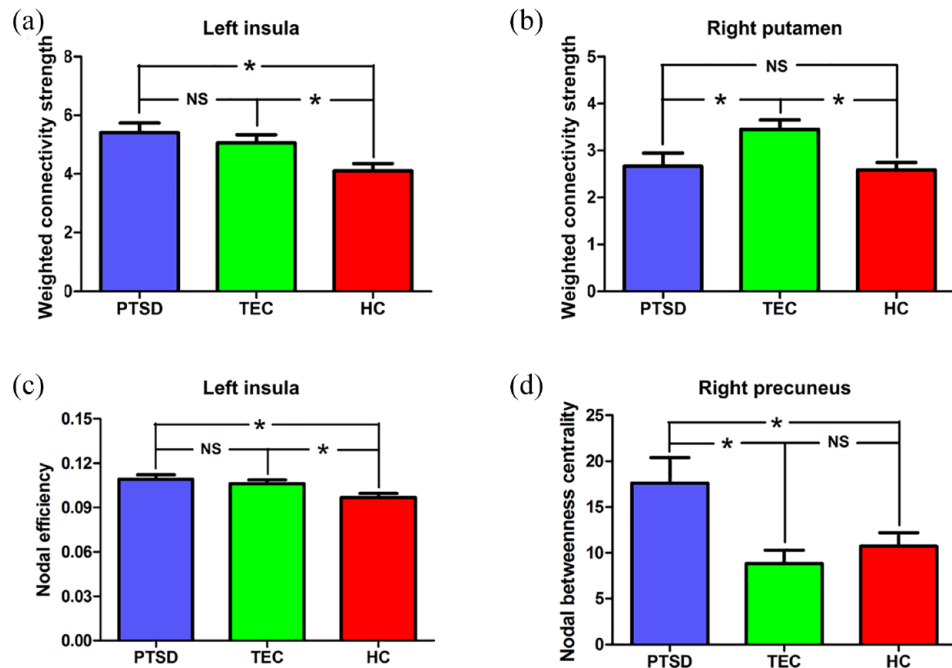 (a)
Left insula
Weighted connectivity strength
8
6
4
2
0
*
NS
*
PTSD
TEC
HC
(b)
Right putamen
Weighted connectivity strength
5
4
3
2
1
0
NS
*
*
PTSD
TEC
HC
(c)
Left insula
Nodal efficiency
0.15
0.12
0.09
0.06
0.03
0.00
*
NS
*
PTSD
TEC
HC
(d)
Right precuneus
Nodal betweenness centrality
25
20
15
10
5
0
*
*
NS
PTSD
TEC
HC